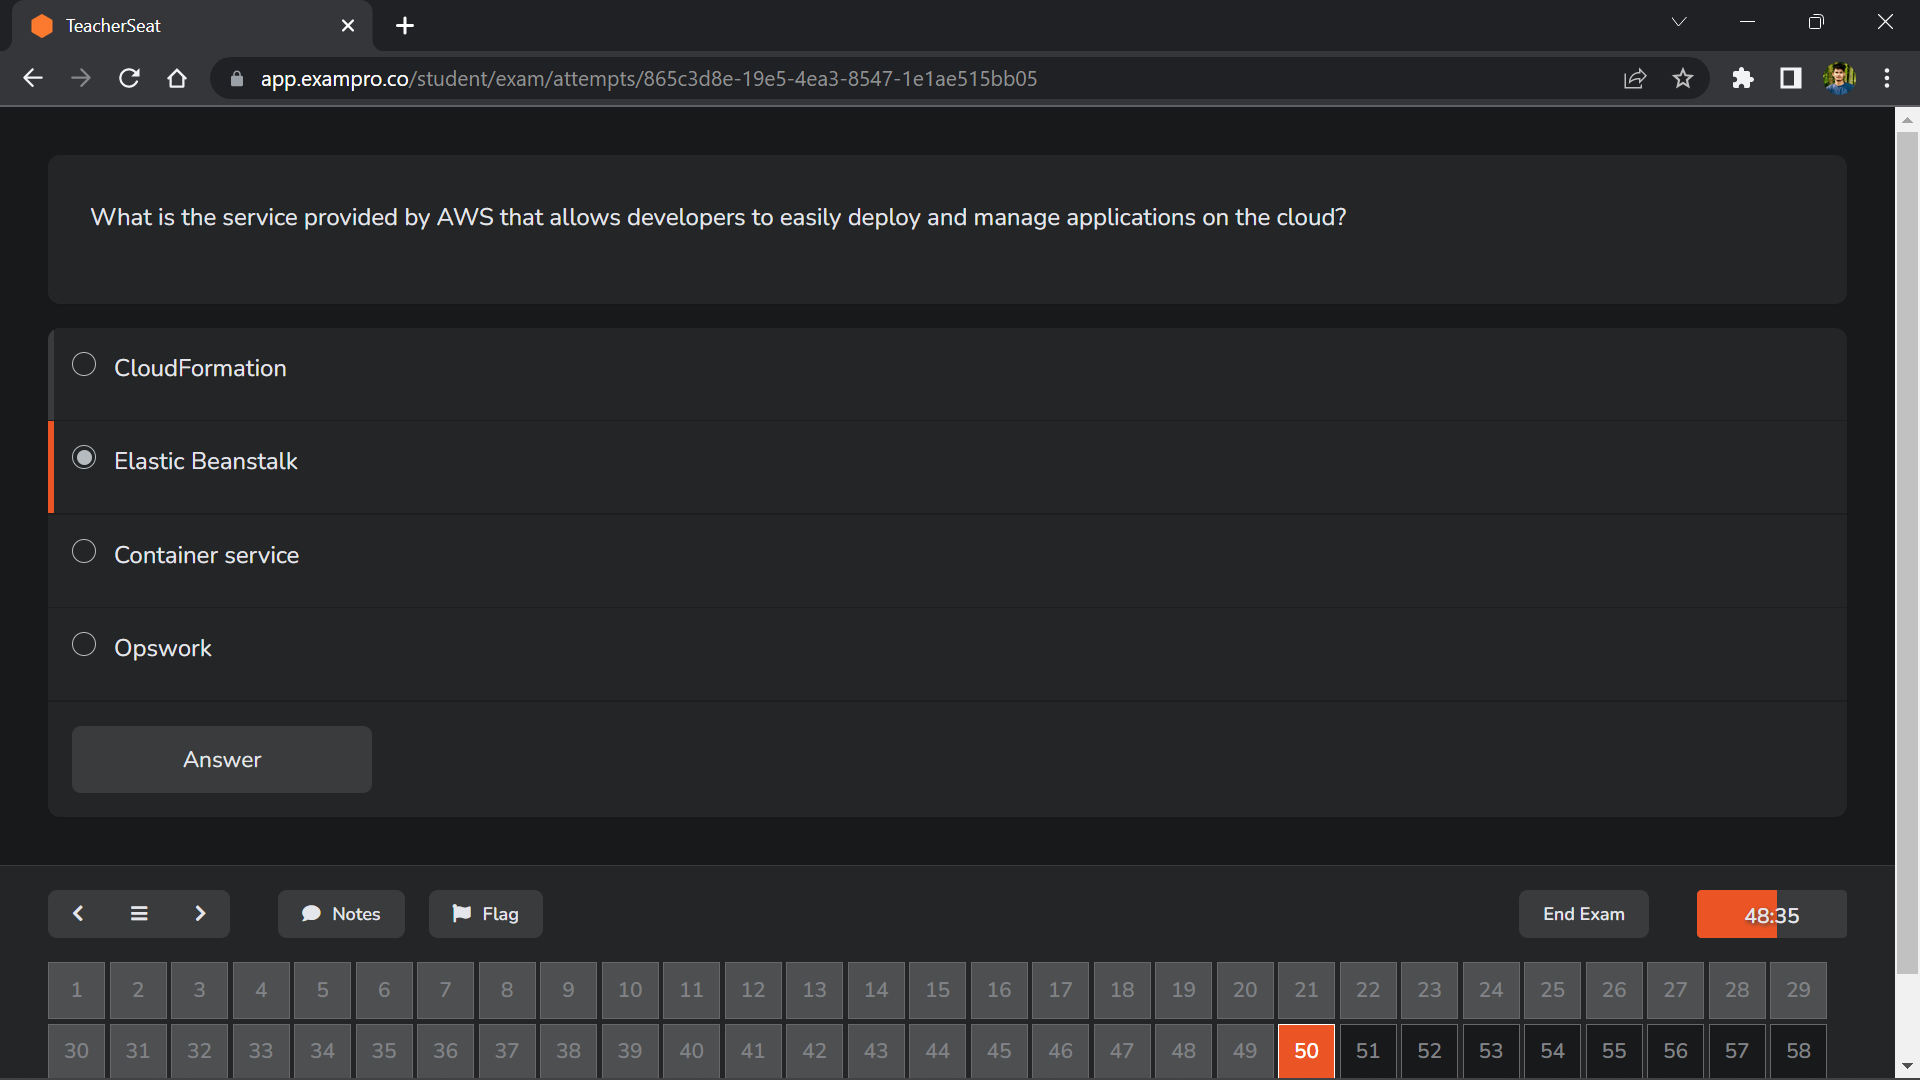 TeacherSeat
app.exampro.co/student/exam/attempts/865c3d8e-19e5-4ea3-8547-1e1ae515bb05
What is the service provided by AWS that allows developers to easily deploy and manage applications on the cloud?
CloudFormation
Elastic Beanstalk
Container service
Opswork
Answer
Notes Flag End Exam 48:35
1 2 3 4 5 6 7 8 9 10 11 12 13 14 15 16 17 18 19 20 21 22 23 24 25 26 27 28 29
30 31 32 33 34 35 36 37 38 39 40 41 42 43 44 45 46 47 48 49 50 51 52 53 54 55 56 57 58